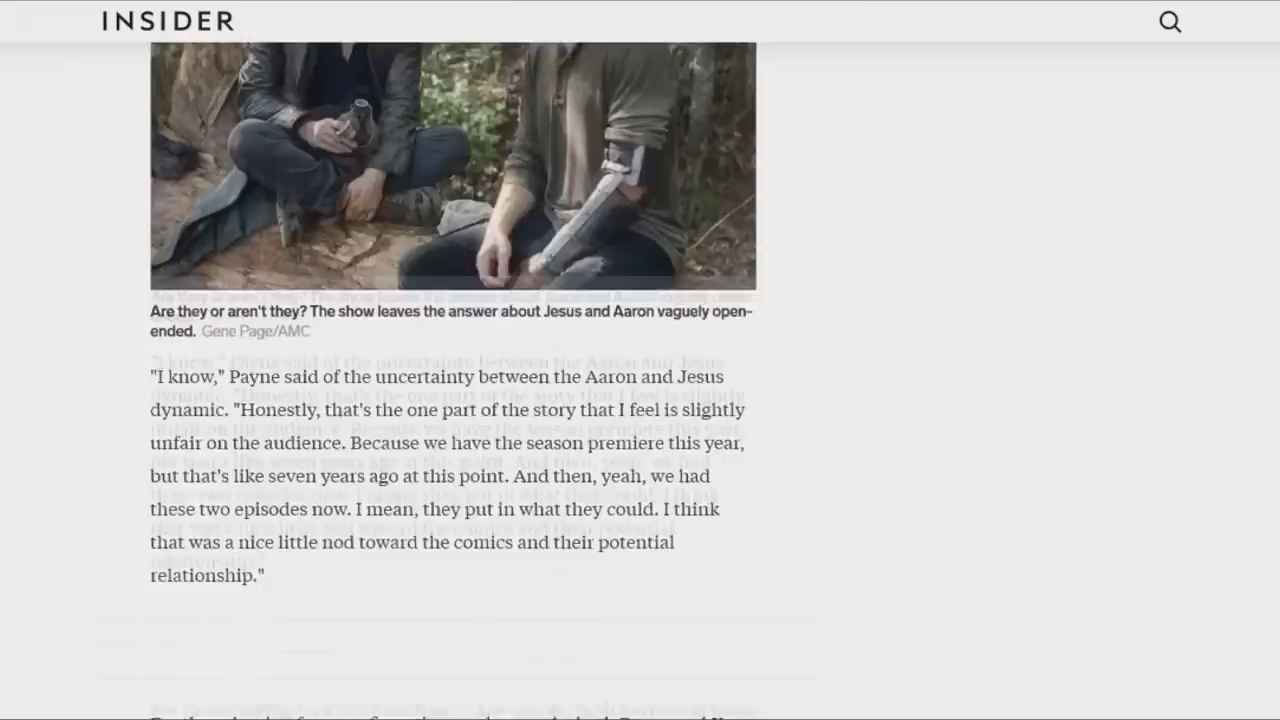 INSIDER
Are they or aren't they? The show leaves the answer about Jesus and Aaron vaguely open-
ended. Gene Page/AMC
"I know," Payne said of the uncertainty between the Aaron and Jesus
dynamic. "Honestly, that's the one part of the story that I feel is slightly
unfair on the audience. Because we have the season premiere this year,
but that's like seven years ago at this point. And then, yeah, we had
these two episodes now. I mean, they put in what they could. I think
that was a nice little nod toward the comics and their potential
relationship."